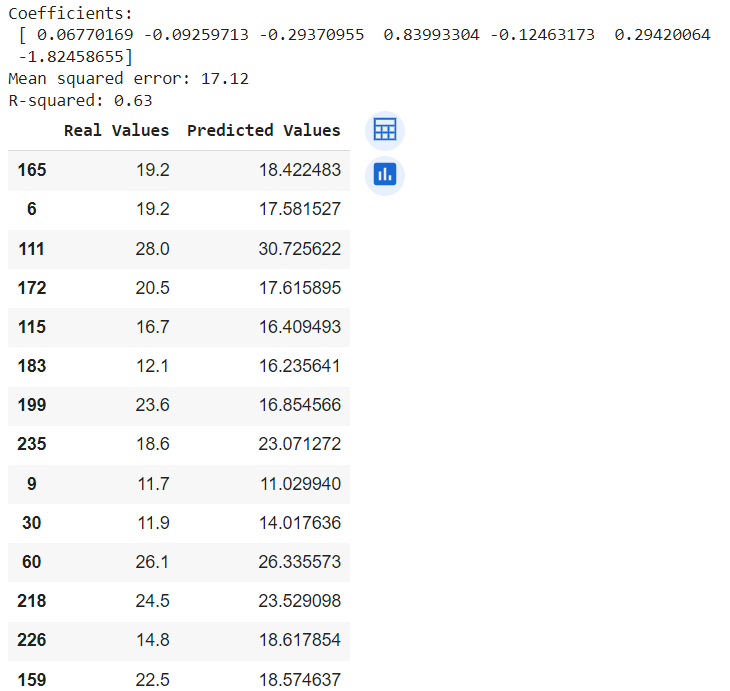 Coefficients:
[ 0.06770169 -0.09259713 -0.29370955  0.83993304 -0.12463173  0.29420064
-1.82458655]
Mean squared error: 17.12
R-squared: 0.63
Real Values Predicted Values
165 19.2 18.422483
6 19.2 17.581527
111 28.0 30.725622
172 20.5 17.615895
115 16.7 16.409493
183 12.1 16.235641
199 23.6 16.854566
235 18.6 23.071272
9 11.7 11.029940
30 11.9 14.017636
60 26.1 26.335573
218 24.5 23.529098
226 14.8 18.617854
159 22.5 18.574637